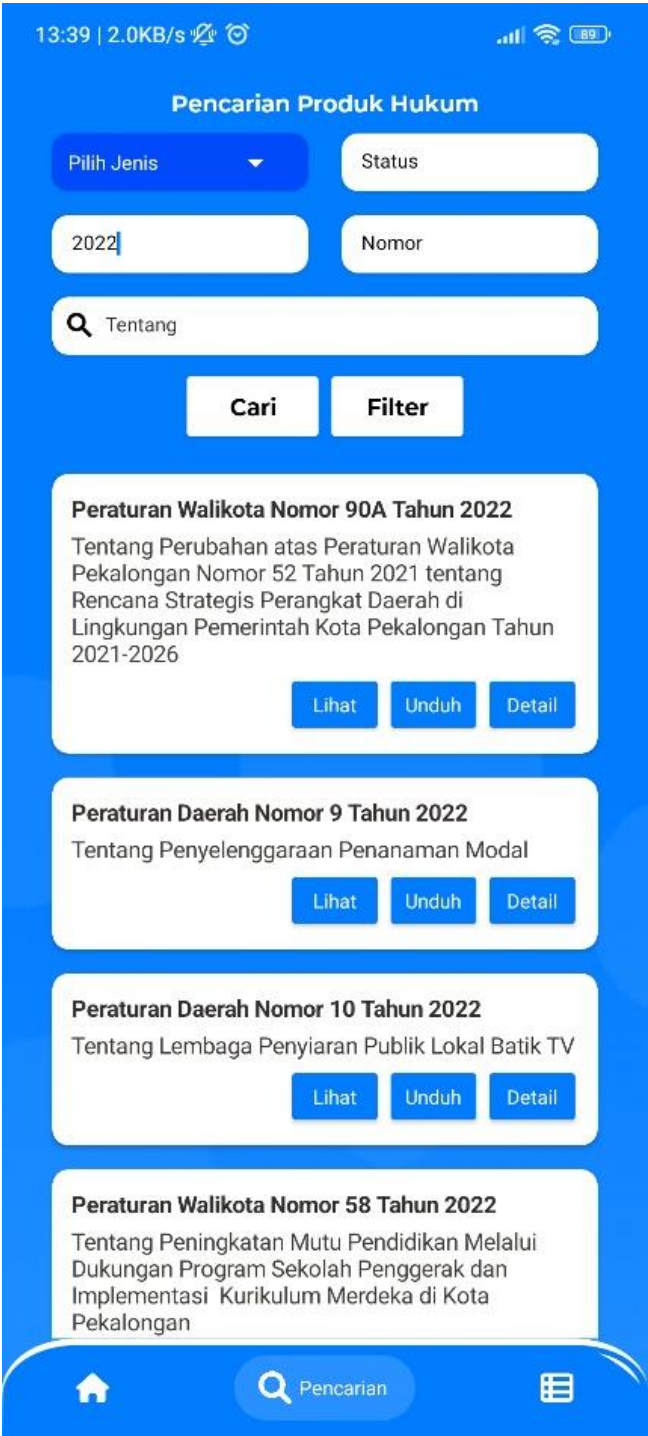 13:39 | 2.0KB/s
89
Pencarian Produk Hukum
Pilih Jenis
Status
2022
Nomor
Tentang
Cari
Filter
Peraturan Walikota Nomor 90A Tahun 2022
Tentang Perubahan atas Peraturan Walikota
Pekalongan Nomor 52 Tahun 2021 tentang
Rencana Strategis Perangkat Daerah di
Lingkungan Pemerintah Kota Pekalongan Tahun
2021-2026
Lihat
Unduh
Detail
Peraturan Daerah Nomor 9 Tahun 2022
Tentang Penyelenggaraan Penanaman Modal
Lihat
Unduh
Detail
Peraturan Daerah Nomor 10 Tahun 2022
Tentang Lembaga Penyiaran Publik Lokal Batik TV
Lihat
Unduh
Detail
Peraturan Walikota Nomor 58 Tahun 2022
Tentang Peningkatan Mutu Pendidikan Melalui
Dukungan Program Sekolah Penggerak dan
Implementasi Kurikulum Merdeka di Kota
Pekalongan
Pencarian